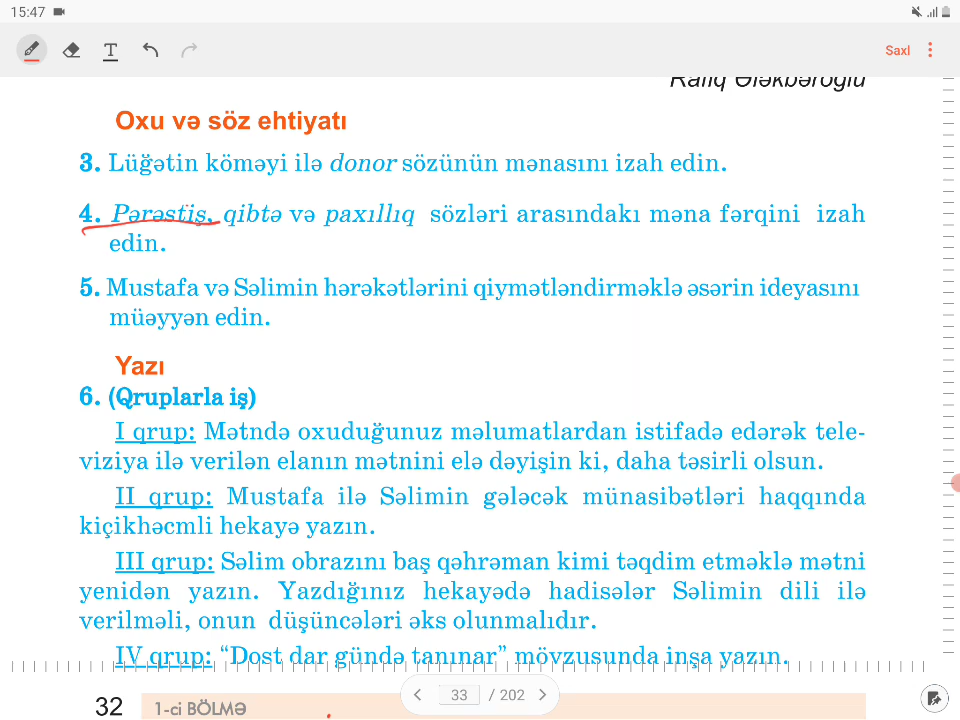 15:47
T
Saxl
Rafiq Ələkbəroğlu
Oxu və söz ehtiyatı
3. Lüğətin köməyi ilə donor sözünün mənasını izah edin.
4. Pərəstiş, qibtə və paxıllıq sözləri arasındakı məna fərqini izah
edin.
5. Mustafa və Səlimin hərəkətlərini qiymətləndirməklə əsərin ideyasını
müəyyən edin.
Yazı
6. (Qruplarla iş)
I qrup: Mətndə oxuduğunuz məlumatlardan istifadə edərək tele-
viziya ilə verilən elanın mətnini elə dəyişin ki, daha təsirli olsun.
II qrup: Mustafa ilə Səlimin gələcək münasibətləri haqqında
kiçikhəcmli hekayə yazın.
III qrup: Səlim obrazını baş qəhrəman kimi təqdim etməklə mətni
yenidən yazın. Yazdığınız hekayədə hadisələr Səlimin dili ilə
verilməli, onun düşüncələri əks olunmalıdır.
IV qrup: “Dost dar gündə tanınar” mövzusunda inşa yazın.
32 1-ci BÖLMƏ
33 / 202